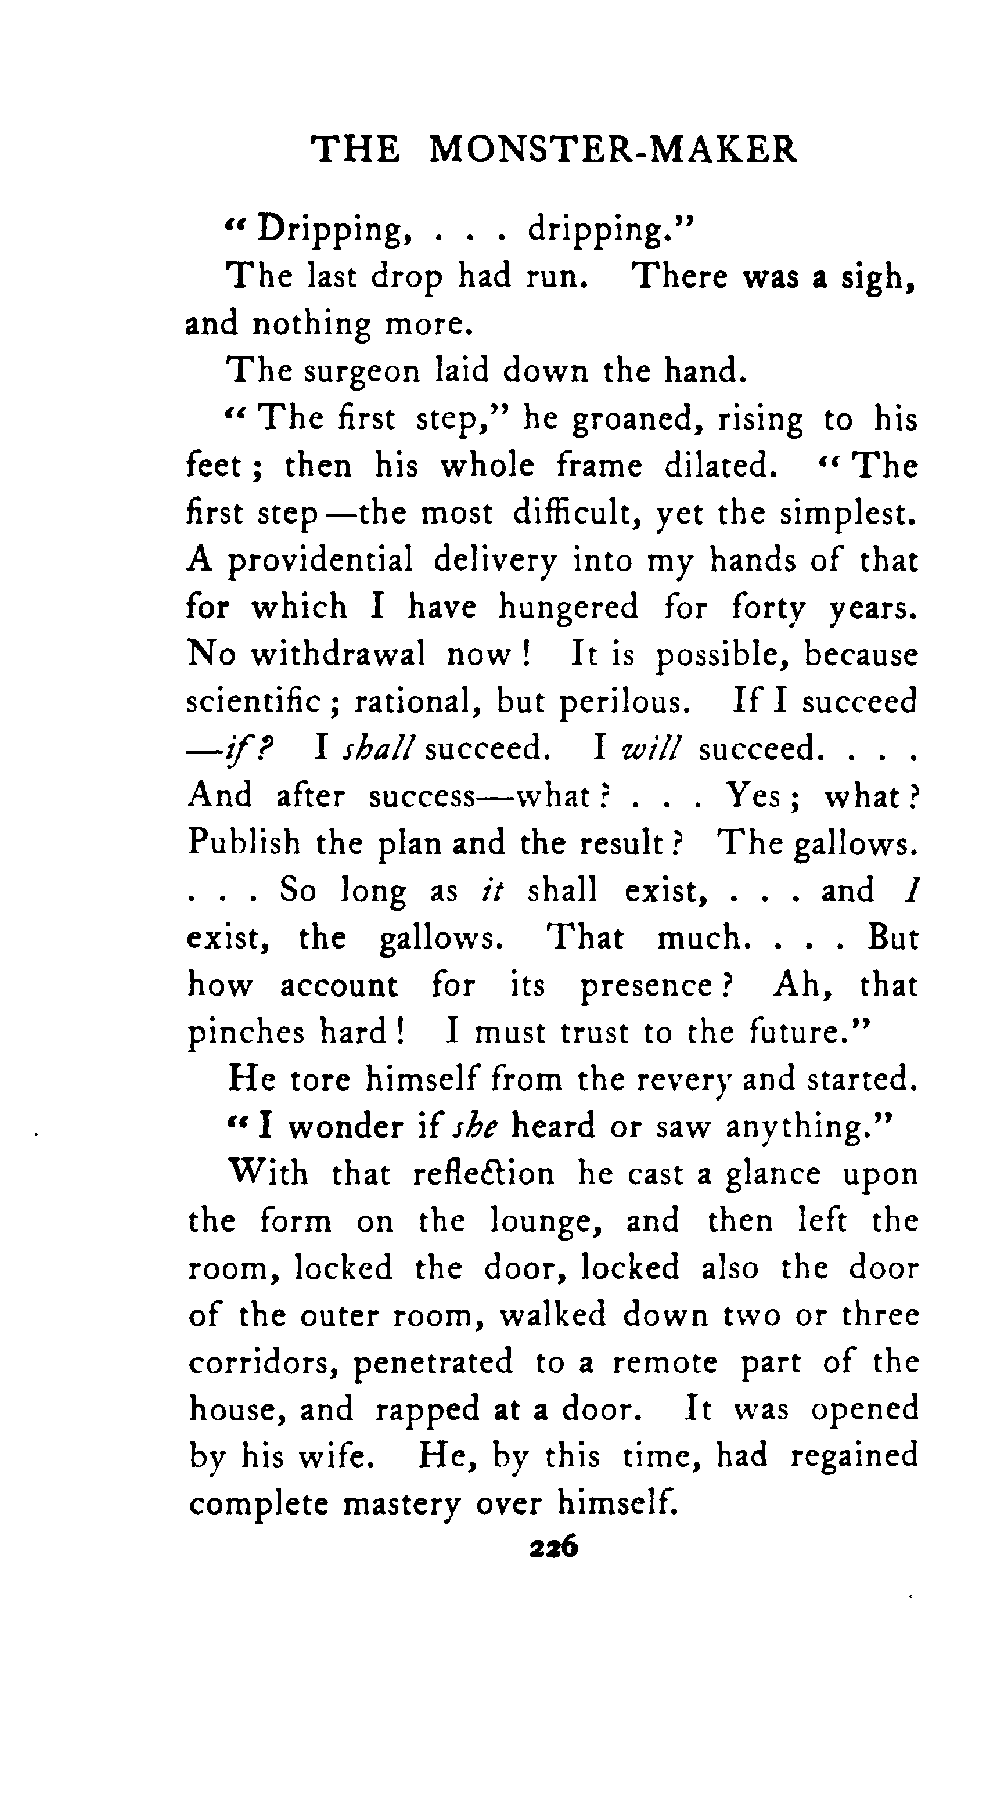 THE MONSTER-MAKER
“ Dripping, . . . dripping.”
The last drop had run. There was a sigh,
and nothing more.
The surgeon laid down the hand.
“ The first step,” he groaned, rising to his
feet ; then his whole frame dilated. “ The
first step —the most difficult, yet the simplest.
A providential delivery into my hands of that
for which I have hungered for forty years.
No withdrawal now ! It is possible, because
scientific ; rational, but perilous. If I succeed
—if? I shall succeed. I will succeed. . . .
And after success—what ? . . . Yes ; what ?
Publish the plan and the result ? The gallows.
. . . So long as it shall exist, . . . and I
exist, the gallows. That much. . . . But
how account for its presence ? Ah, that
pinches hard ! I must trust to the future.”
He tore himself from the revery and started.
“ I wonder if she heard or saw anything.”
With that reflection he cast a glance upon
the form on the lounge, and then left the
room, locked the door, locked also the door
of the outer room, walked down two or three
corridors, penetrated to a remote part of the
house, and rapped at a door. It was opened
by his wife. He, by this time, had regained
complete mastery over himself.
226